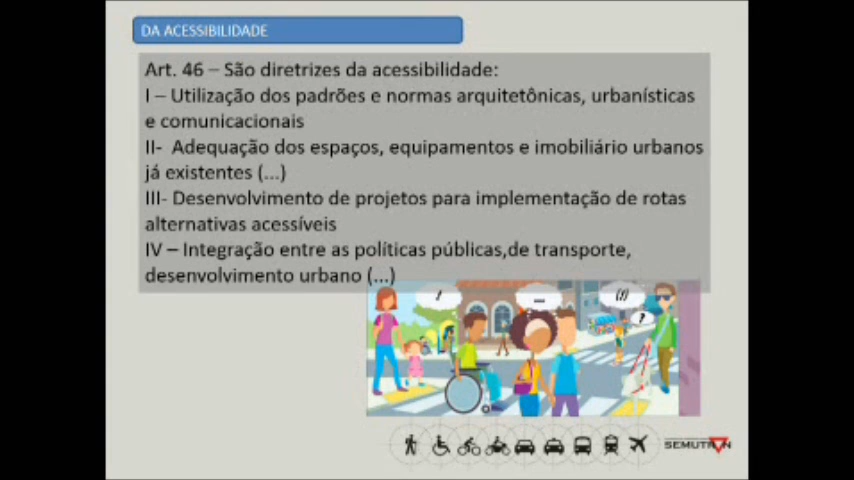 DA ACESSIBILIDADE
Art. 46 – São diretrizes da acessibilidade:
I – Utilização dos padrões e normas arquitetônicas, urbanísticas
e comunicacionais
II- Adequação dos espaços, equipamentos e imobiliário urbanos
já existentes (...)
III- Desenvolvimento de projetos para implementação de rotas
alternativas acessíveis
IV – Integração entre as políticas públicas,de transporte,
desenvolvimento urbano (...)
!
...
(!)
?
SEMUTRAN